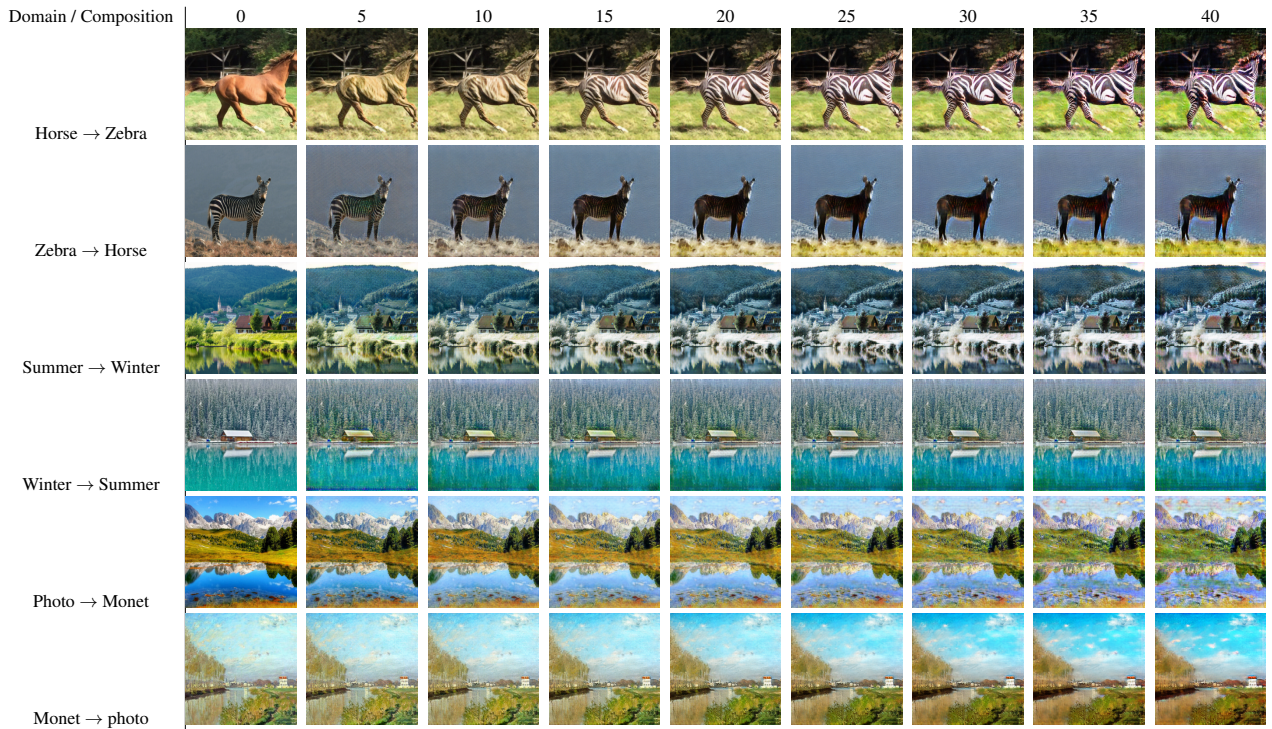 Domain / Composition 0 5 10 15 20 25 30 35 40
Horse → Zebra
Zebra → Horse
Summer → Winter
Winter → Summer
Photo → Monet
Monet → photo